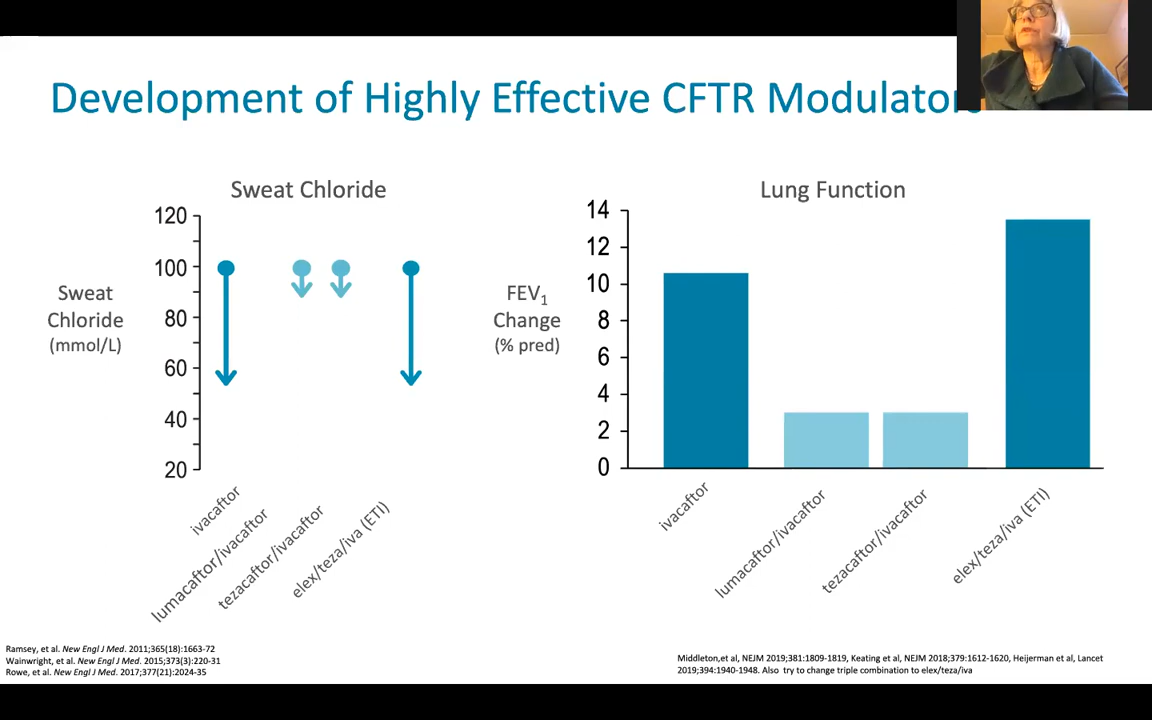 Development of Highly Effective CFTR Modulators
Sweat Chloride
120
100
80
60
40
20
Sweat
Chloride
(mmol/L)
ivacaftor
lumacaftor/ivacaftor
tezacaftor/ivacaftor
elex/teza/iva (ETI)
Lung Function
14
12
10
8
6
4
2
0
FEV₁
Change
(% pred)
ivacaftor
lumacaftor/ivacaftor
tezacaftor/ivacaftor
elex/teza/iva (ETI)
Ramsey, et al. New Engl J Med. 2011;365(18):1663-72
Wainwright, et al. New Engl J Med. 2015;373(3):220-31
Rowe, et al. New Engl J Med. 2017;377(21):2024-35
Middleton,et al, NEJM 2019;381:1809-1819, Keating et al, NEJM 2018;379:1612-1620, Heijerman et al, Lancet
2019;394:1940-1948. Also try to change triple combination to elex/teza/iva